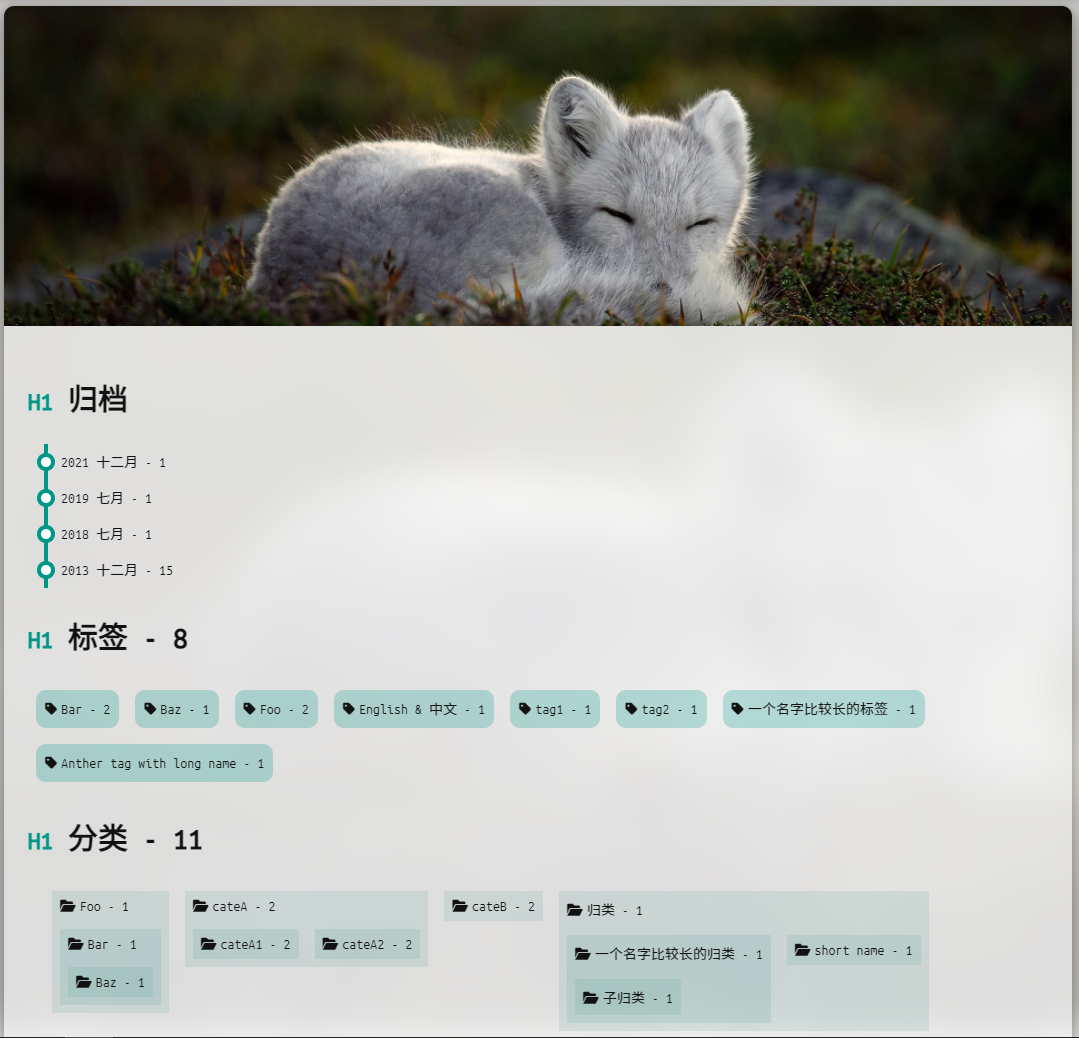 H1 归档
2021 十二月 - 1
2019 七月 - 1
2018 七月 - 1
2013 十二月 - 15
H1 标签 - 8
Bar - 2 Baz - 1 Foo - 2 English & 中文 - 1 tag1 - 1 tag2 - 1 一个名字比较长的标签 - 1
Anther tag with long name - 1
H1 分类 - 11
Foo - 1 cateA - 2 cateB - 2 归类 - 1
Bar - 1 cateA1 - 2 cateA2 - 2 一个名字比较长的归类 - 1 short name - 1
Baz - 1 子归类 - 1